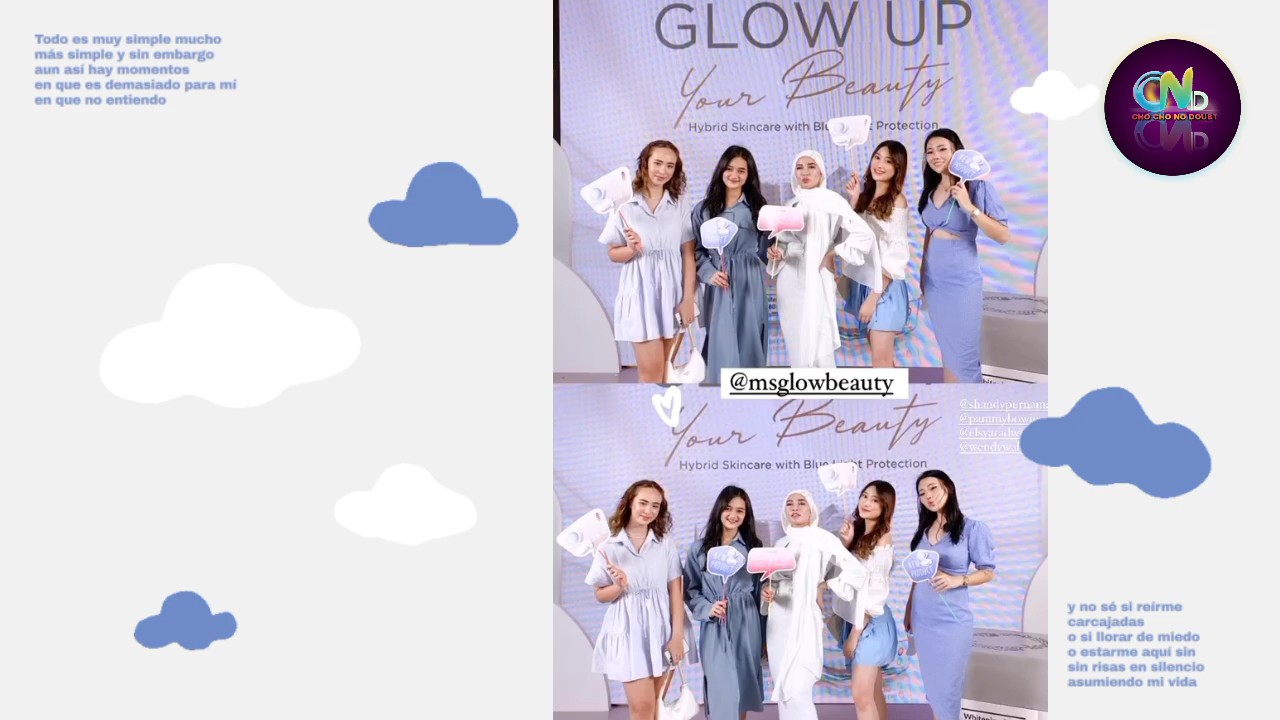 Todo es muy simple mucho
más simple y sin embargo
aun así hay momentos
en que es demasiado para mí
en que no entiendo
GLOW UP
Your Beauty
Hybrid Skincare with Blue Protection
CND
CHO CHO NO DOUBT
@msglowbeauty
Your Beauty
Hybrid Skincare with Blue Light Protection
y no sé si reirme
carcajadas
o si llorar de miedo
o estarme aquí sin
sin risas en silencio
asumiendo mi vida